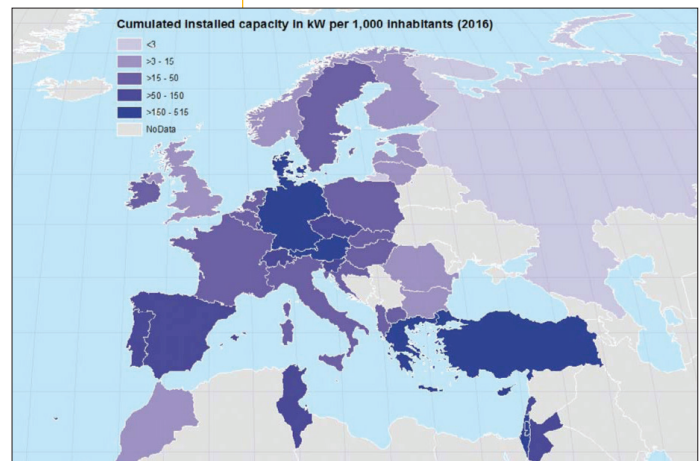 Cumulated installed capacity in kW per 1,000 inhabitants (2016)
<3
>3 - 15
>15 - 50
>50 - 150
>150 - 515
NoData